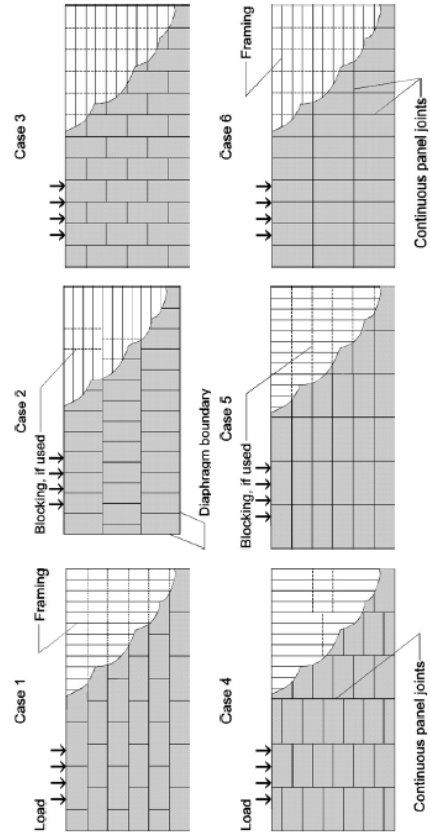 Case 1
Load
Framing
Case 2
Blocking, if used
Diaphragm boundary
Case 3
Case 4
Continuous panel joints
Case 5
Blocking, if used
Case 6
Framing
Continuous panel joints